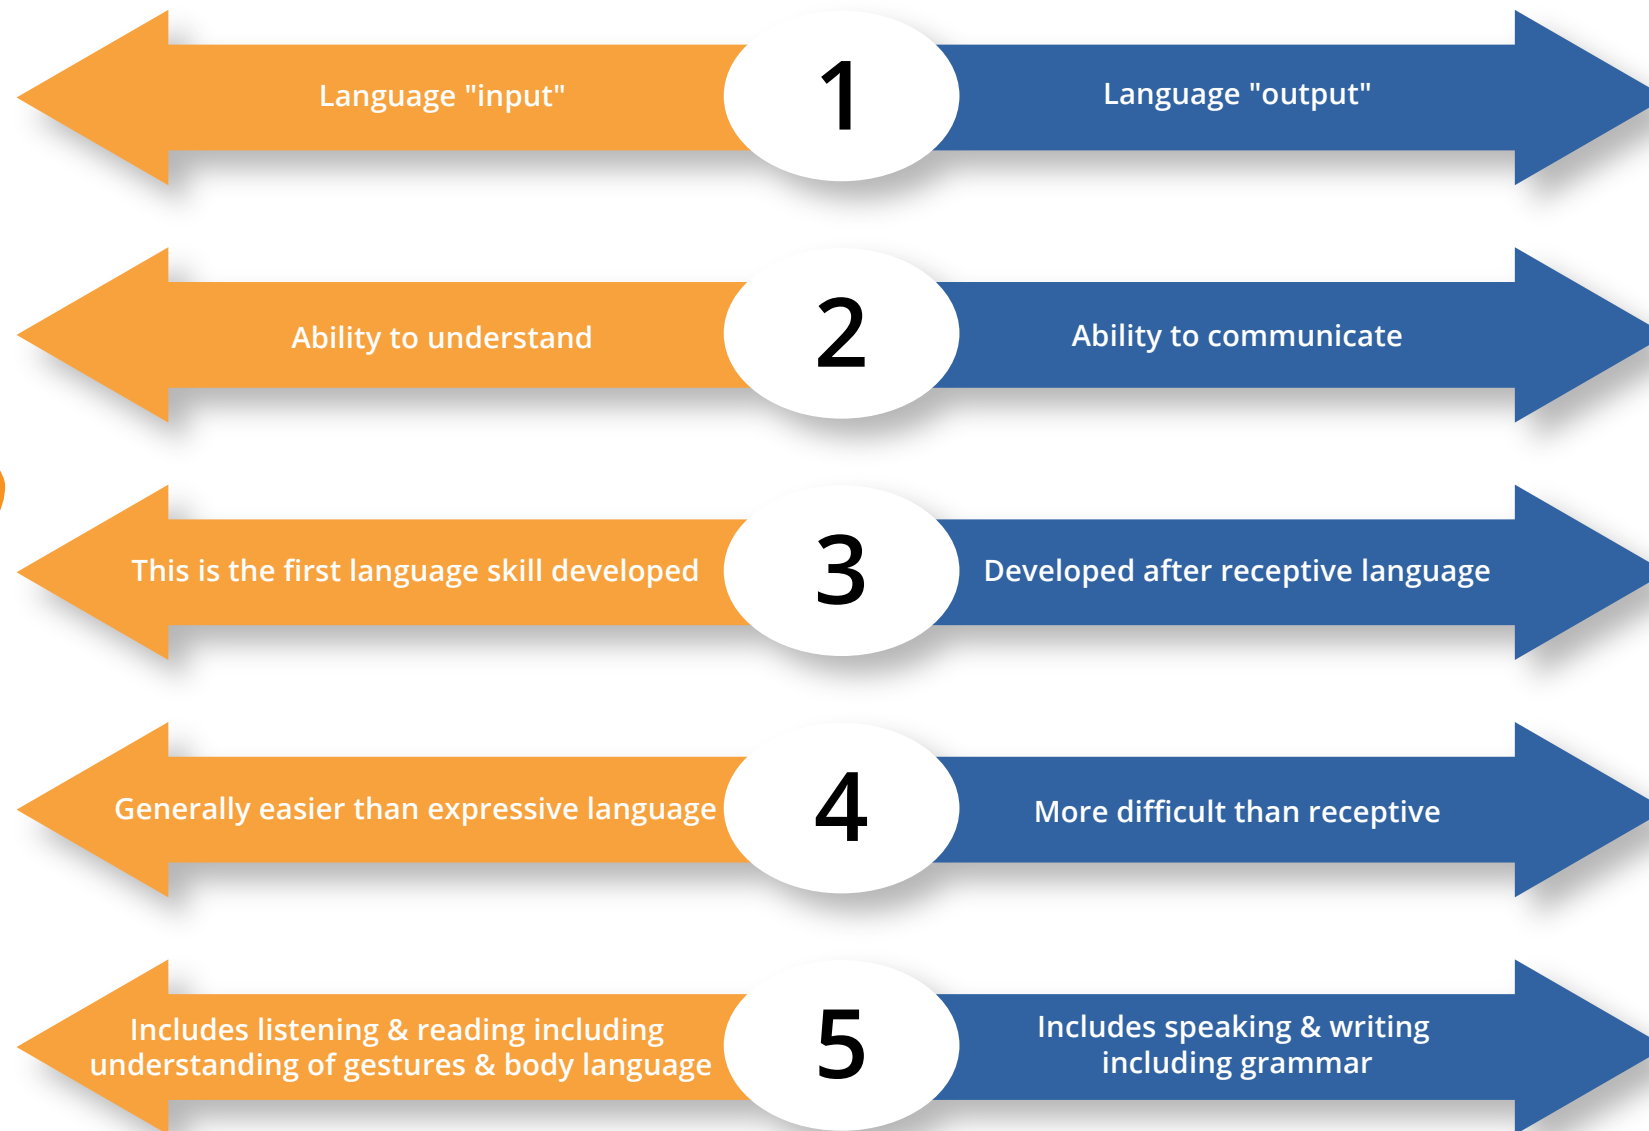 Language "input"
1
Language "output"
Ability to understand
2
Ability to communicate
This is the first language skill developed
3
Developed after receptive language
Generally easier than expressive language
4
More difficult than receptive
Includes listening & reading including
understanding of gestures & body language
5
Includes speaking & writing
including grammar